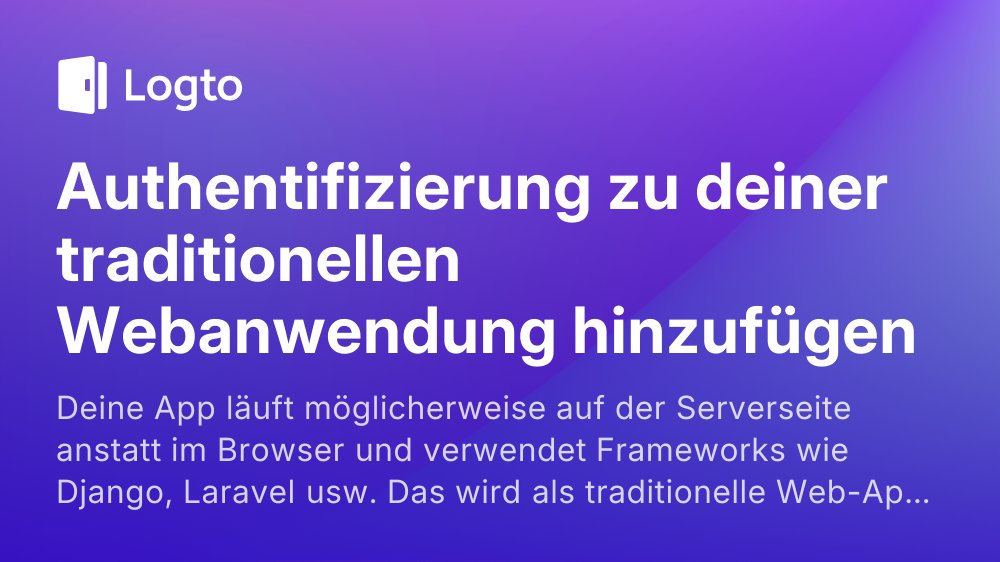 Logto
Authentifizierung zu deiner
traditionellen
Webanwendung hinzufügen
Deine App läuft möglicherweise auf der Serverseite
anstatt im Browser und verwendet Frameworks wie
Django, Laravel usw. Das wird als traditionelle Web-Ap...